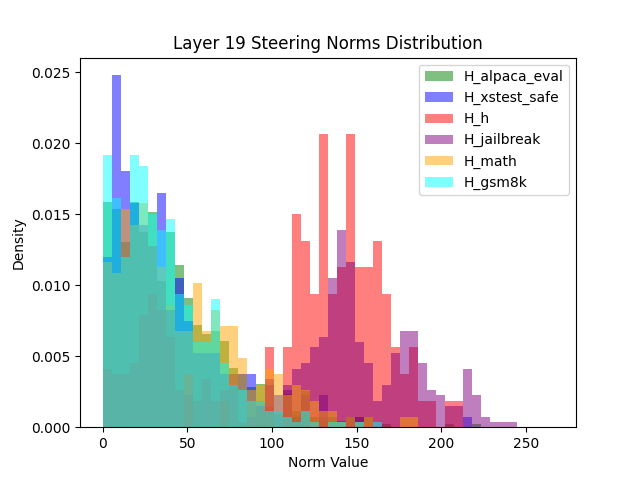 Layer 19 Steering Norms Distribution
Density
0.025
0.020
0.015
0.010
0.005
0.000
H_alpaca_eval
H_xstest_safe
H_h
H_jailbreak
H_math
H_gsm8k
0
50
100
150
200
250
Norm Value